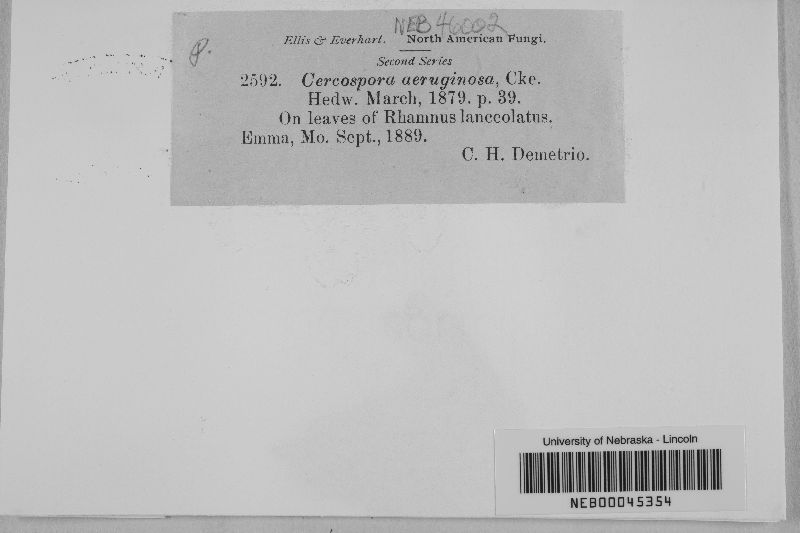 NEB 46002
Ellis & Everhart. North American Fungi.
Second Series
2592. Cercospora aeruginosa, Cke.
Hedw. March, 1879. p. 39.
On leaves of Rhamnus lanceolatus.
Emma, Mo. Sept., 1889.
C. H. Demetrio.
University of Nebraska - Lincoln
NEB00045354